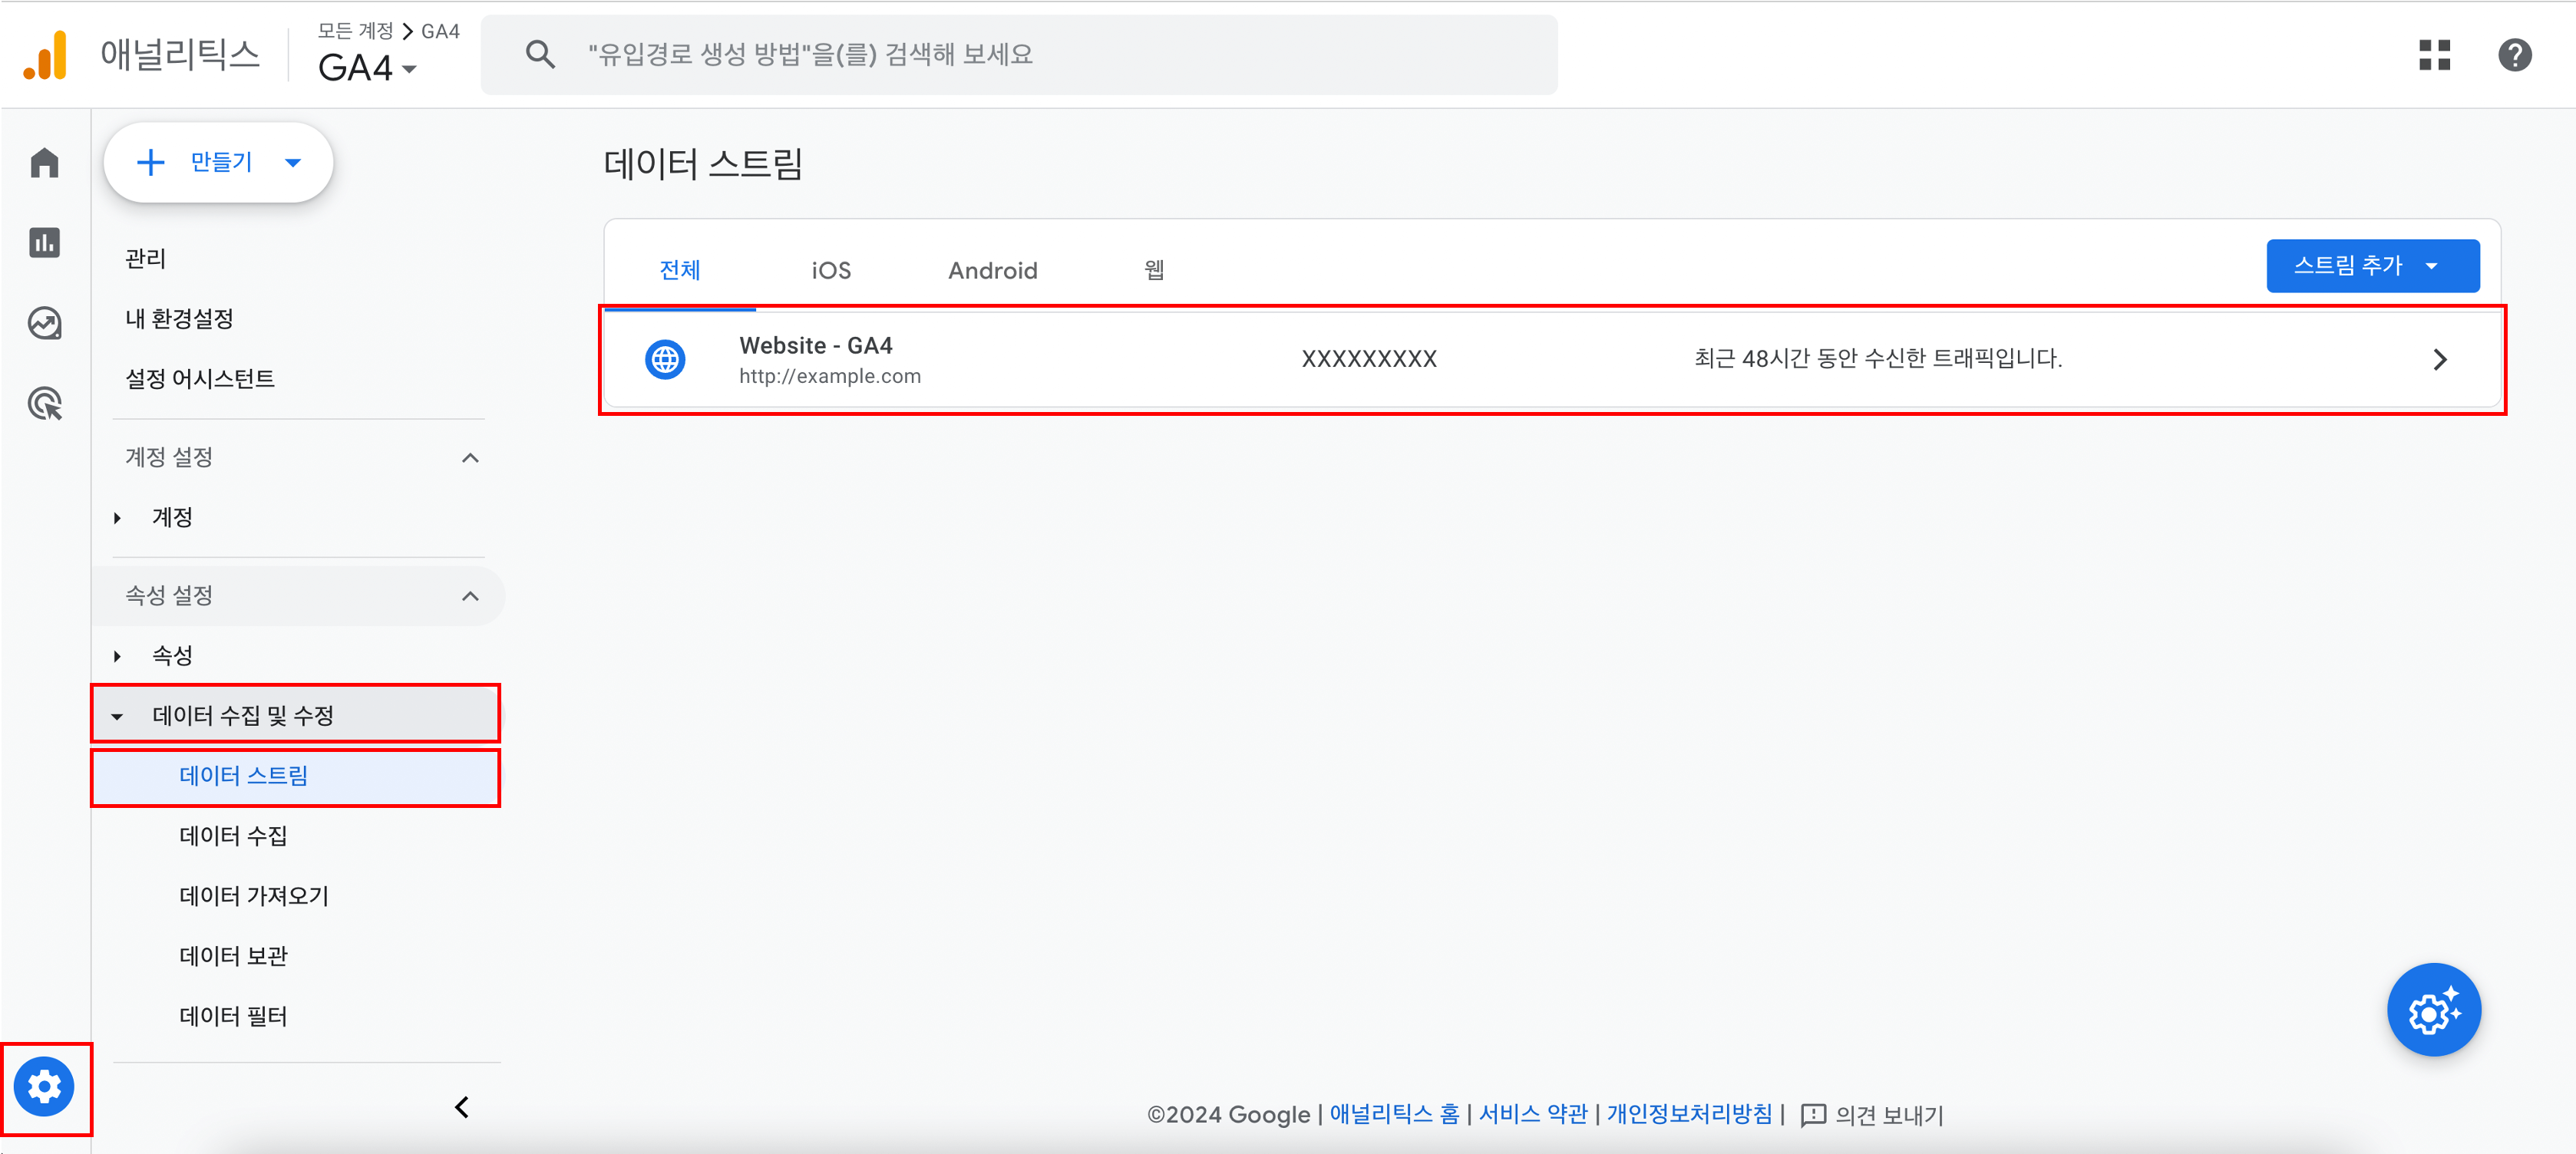 애널리틱스
모든 계정 > GA4
GA4
"유입경로 생성 방법"을(를) 검색해 보세요
만들기
관리
내 환경설정
설정 어시스턴트
계정 설정
계정
속성 설정
속성
데이터 수집 및 수정
데이터 스트림
데이터 수집
데이터 가져오기
데이터 보관
데이터 필터
데이터 스트림
전체 iOS Android 웹
스트림 추가
Website - GA4
http://example.com
XXXXXXXXX
최근 48시간 동안 수신한 트래픽입니다.
©2024 Google | 애널리틱스 홈 | 서비스 약관 | 개인정보처리방침 | 의견 보내기